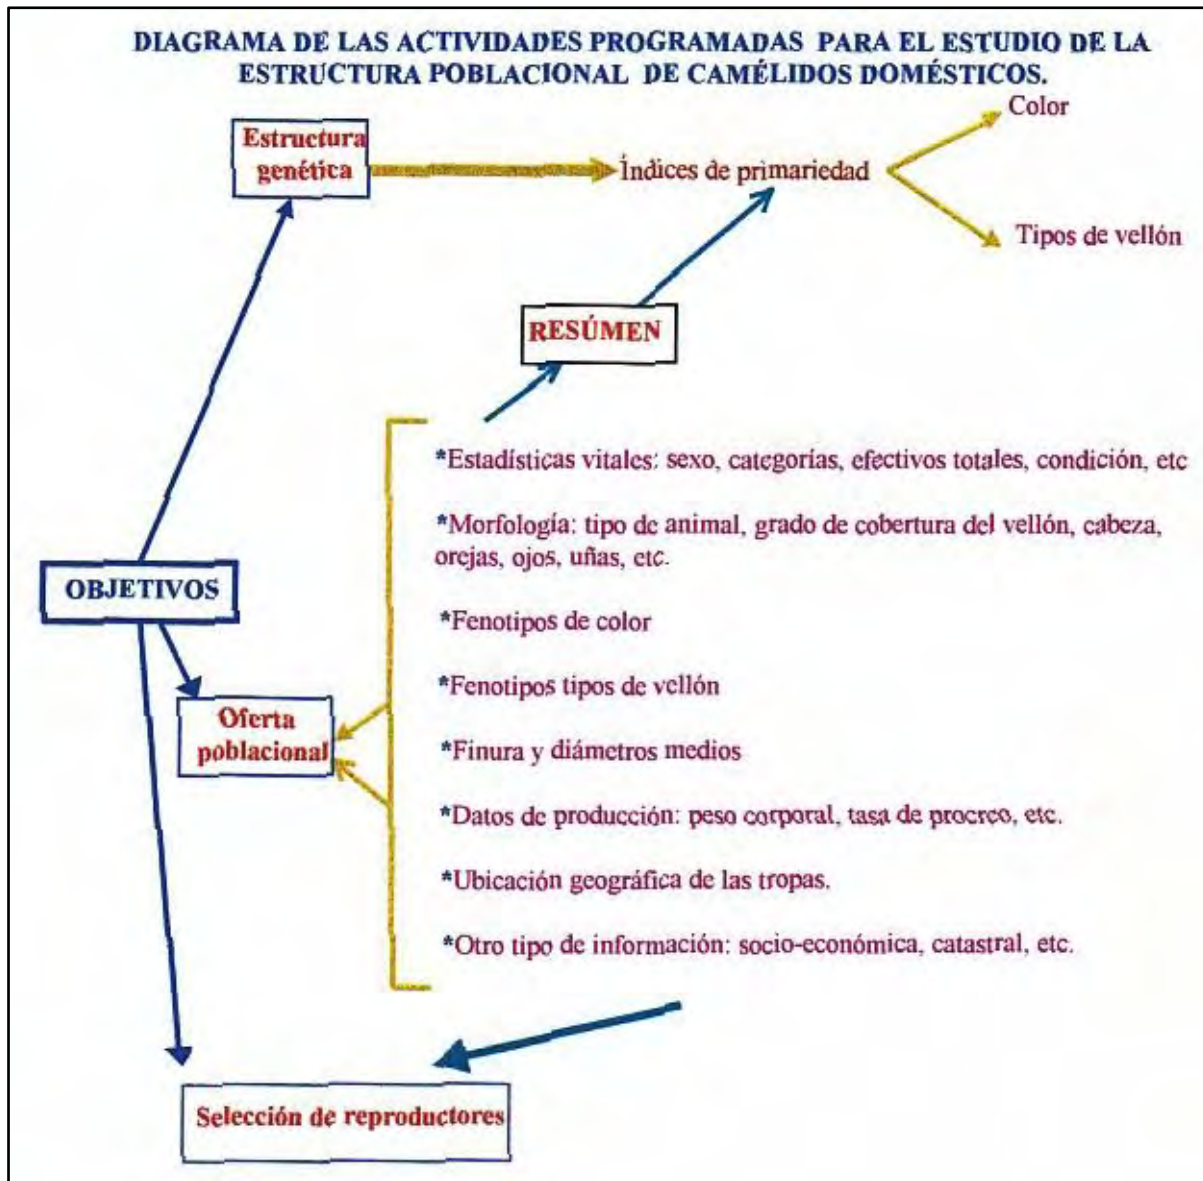 DIAGRAMA DE LAS ACTIVIDADES PROGRAMADAS PARA EL ESTUDIO DE LA
ESTRUCTURA POBLACIONAL DE CAMÉLIDOS DOMÉSTICOS.
Color
Estructura
genética
Índices de primariedad
Tipos de vellón
RESÚMEN
*Estadísticas vitales: sexo, categorías, efectivos totales, condición, etc
*Morfología: tipo de animal, grado de cobertura del vellón, cabeza,
orejas, ojos, uñas, etc.
OBJETIVOS
*Fenotipos de color
*Fenotipos tipos de vellón
Oferta
poblacional
*Finura y diámetros medios
*Datos de producción: peso corporal, tasa de procreo, etc.
*Ubicación geográfica de las tropas.
*Otro tipo de información: socio-económica, catastral, etc.
Selección de reproductores